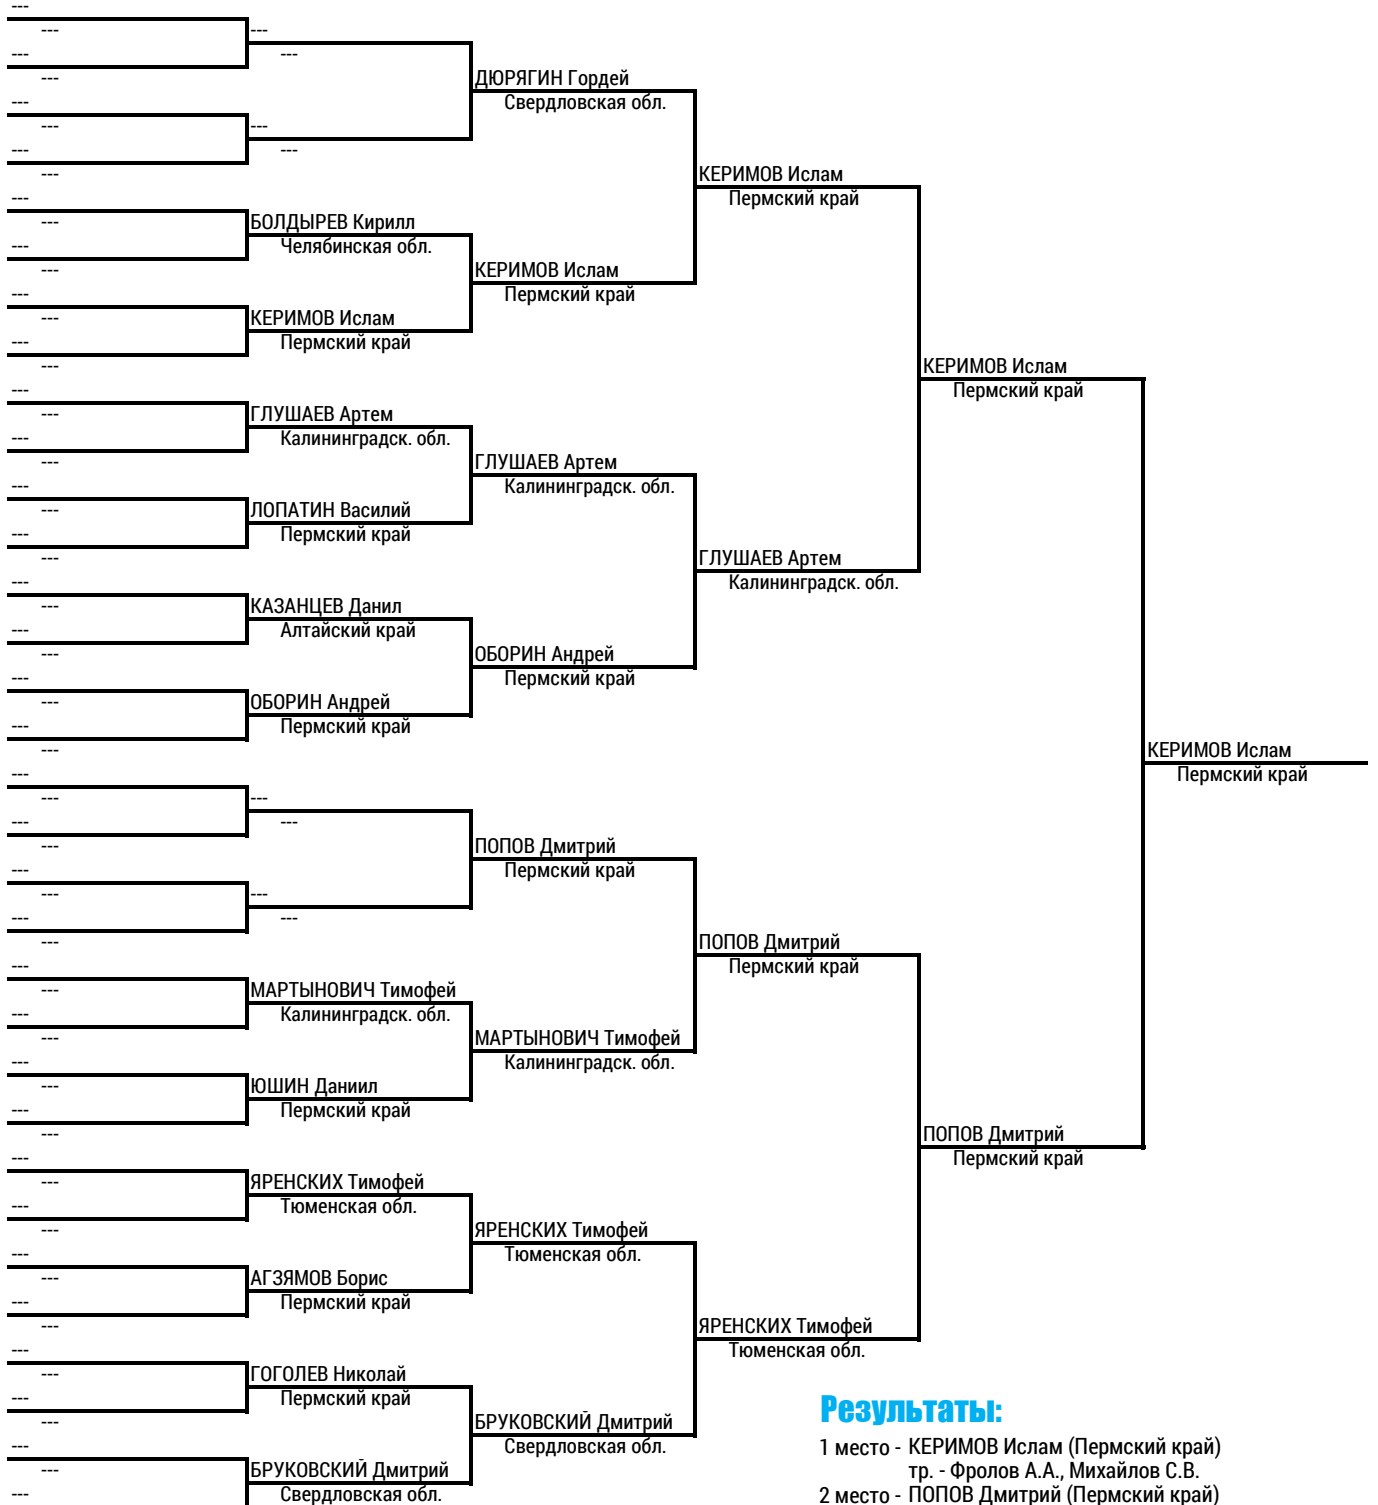 ---
--- ---
--- ---
--- ДЮРЯГИН Гордей
--- Свердловская обл.
--- ---
--- ---
--- КЕРИМОВ Ислам
--- Пермский край
--- БОЛДЫРЕВ Кирилл
--- Челябинская обл.
--- КЕРИМОВ Ислам
--- Пермский край
--- КЕРИМОВ Ислам
--- Пермский край
--- КЕРИМОВ Ислам
--- Пермский край
--- ГЛУШАЕВ Артем
--- Калининградск. обл.
--- ГЛУШАЕВ Артем
--- Калининградск. обл.
--- ЛОПАТИН Василий
--- Пермский край
--- ГЛУШАЕВ Артем
--- Калининградск. обл.
--- КАЗАНЦЕВ Данил
--- Алтайский край
--- ОБОРИН Андрей
--- Пермский край
--- ОБОРИН Андрей
--- Пермский край
--- КЕРИМОВ Ислам
--- Пермский край
--- ---
--- ---
--- ПОПОВ Дмитрий
--- Пермский край
--- ---
--- ---
--- ПОПОВ Дмитрий
--- Пермский край
--- МАРТЫНОВИЧ Тимофей
--- Калининградск. обл.
--- МАРТЫНОВИЧ Тимофей
--- Калининградск. обл.
--- ЮШИН Даниил
--- Пермский край
--- ПОПОВ Дмитрий
--- Пермский край
--- ЯРЕНСКИХ Тимофей
--- Тюменская обл.
--- ЯРЕНСКИХ Тимофей
--- Тюменская обл.
--- АГЗЯМОВ Борис
--- Пермский край
--- ЯРЕНСКИХ Тимофей
--- Тюменская обл.
--- ГОГОЛЕВ Николай
--- Пермский край
--- БРУКОВСКИЙ Дмитрий
--- Свердловская обл.
--- БРУКОВСКИЙ Дмитрий
--- Свердловская обл.
Результаты:
1 место - КЕРИМОВ Ислам (Пермский край)
тр. - Фролов А.А., Михайлов С.В.
2 место - ПОПОВ Дмитрий (Пермский край)